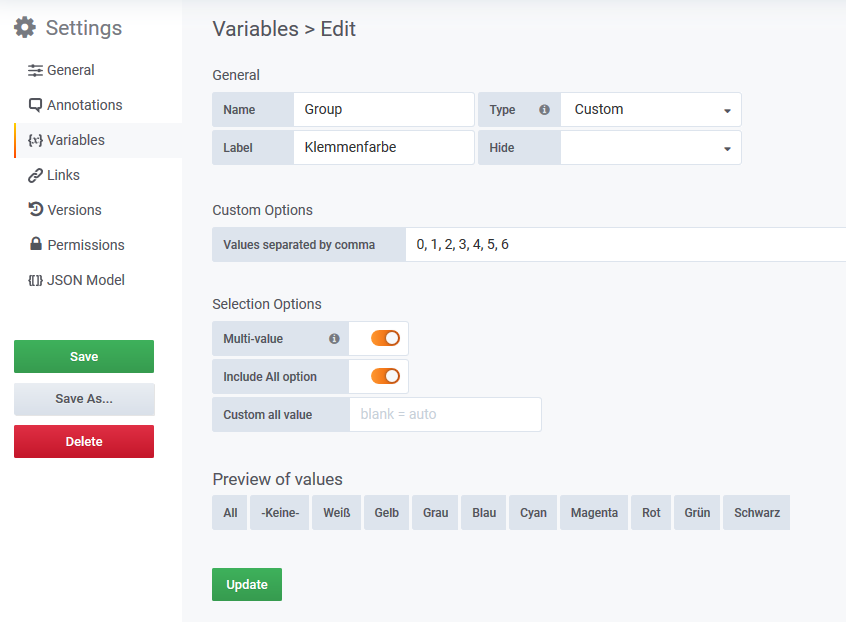 Settings
General
Annotations
Variables
Links
Versions
Permissions
JSON Model
Save
Save As...
Delete
Variables > Edit
General
Name Group Type Custom
Label Klemmenfarbe Hide
Custom Options
Values separated by comma 0, 1, 2, 3, 4, 5, 6
Selection Options
Multi-value
Include All option
Custom all value blank = auto
Preview of values
All -Keine- Weiß Gelb Grau Blau Cyan Magenta Rot Grün Schwarz
Update